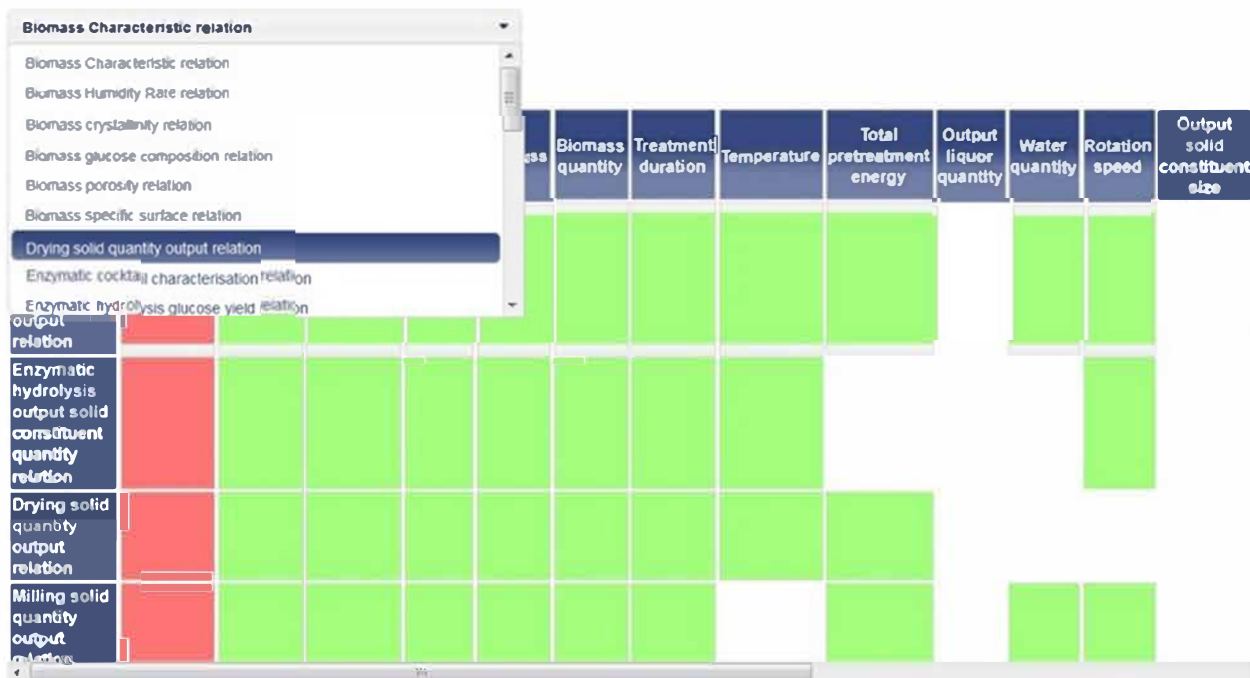 Biomass Characteristic relation
Biomass Characteristic relation
Biomass Humidity Rate relation
Biomass crystallinity relation
Biomass glucose composition relation
Biomass porosity relation
Biomass specific surface relation
Drying solid quantity output relation
Enzymatic cocktail characterisation relation
Enzymatic hydrolysis glucose yield relation
Biomass
quantity
Treatment
duration
Temperature
Total
pretreatment
energy
Output
liquor
quantity
Water
quantity
Rotation
speed
Output
solid
constituent
size
output
relation
Enzymatic
hydrolysis
output solid
constituent
quantity
relation
Drying solid
quantity
output
relation
Milling solid
quantity
output
relation